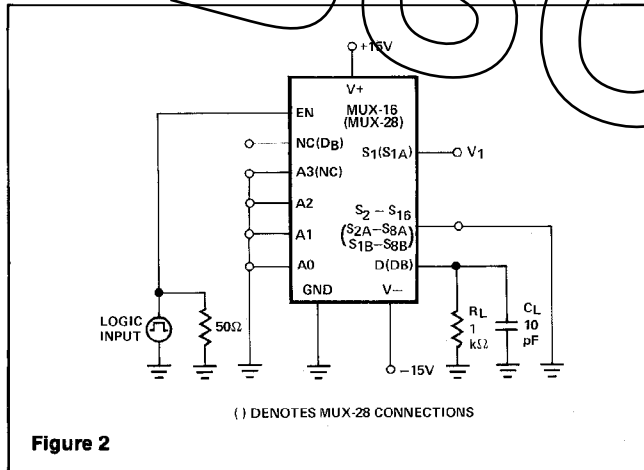 +15V
V+
EN
MUX-16
(MUX-28)
NC(DB)
S1(S1A)
V1
A3(NC)
A2
S2 – S16
(S2A–S8A)
S1B–S8B
A1
A0
D(DB)
GND
V–
LOGIC
INPUT
50Ω
RL
1
kΩ
CL
10
pF
–15V
( ) DENOTES MUX-28 CONNECTIONS
Figure 2